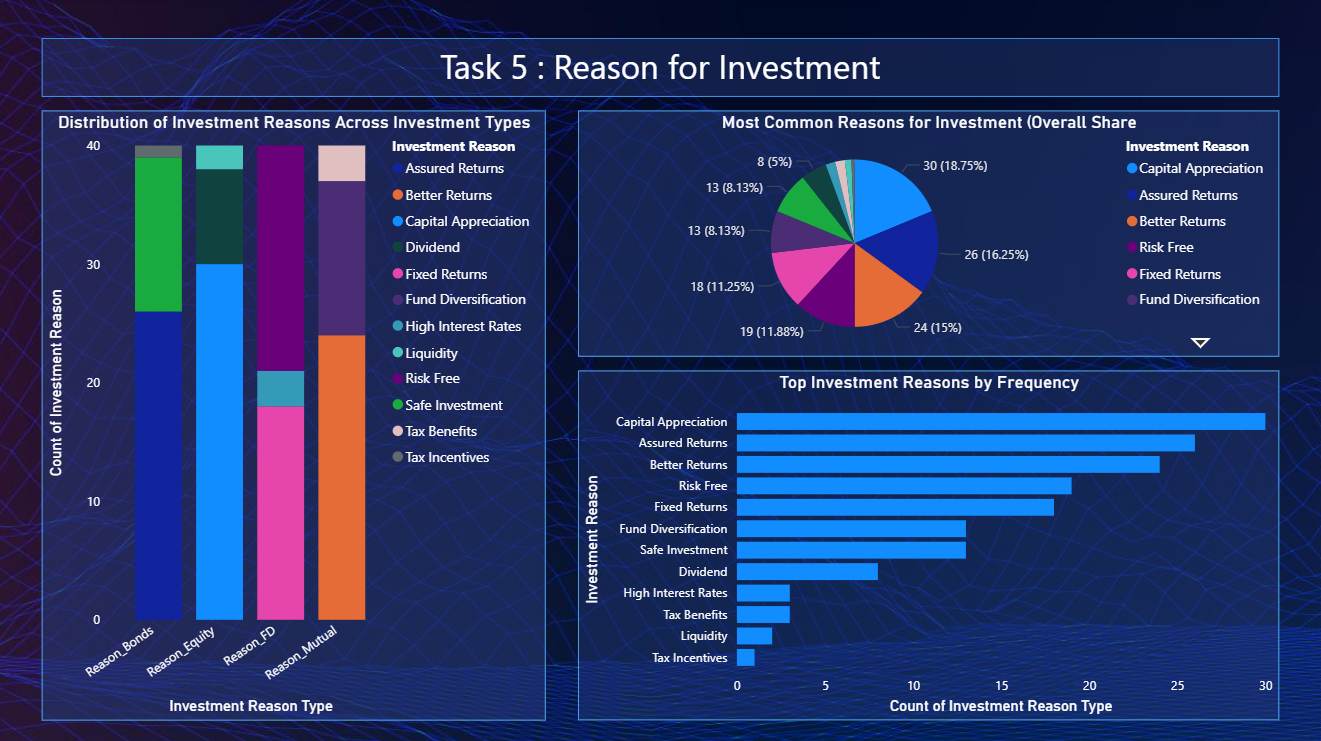 Task 5 : Reason for Investment
Distribution of Investment Reasons Across Investment Types
Count of Investment Reason
40
30
20
10
0
Reason_Bonds
Reason_Equity
Reason_FD
Reason_Mutual
Investment Reason Type
Investment Reason
Assured Returns
Better Returns
Capital Appreciation
Dividend
Fixed Returns
Fund Diversification
High Interest Rates
Liquidity
Risk Free
Safe Investment
Tax Benefits
Tax Incentives
Most Common Reasons for Investment (Overall Share
30 (18.75%)
26 (16.25%)
24 (15%)
19 (11.88%)
18 (11.25%)
13 (8.13%)
13 (8.13%)
8 (5%)
Investment Reason
Capital Appreciation
Assured Returns
Better Returns
Risk Free
Fixed Returns
Fund Diversification
Top Investment Reasons by Frequency
Investment Reason
Capital Appreciation
Assured Returns
Better Returns
Risk Free
Fixed Returns
Fund Diversification
Safe Investment
Dividend
High Interest Rates
Tax Benefits
Liquidity
Tax Incentives
0 5 10 15 20 25 30
Count of Investment Reason Type